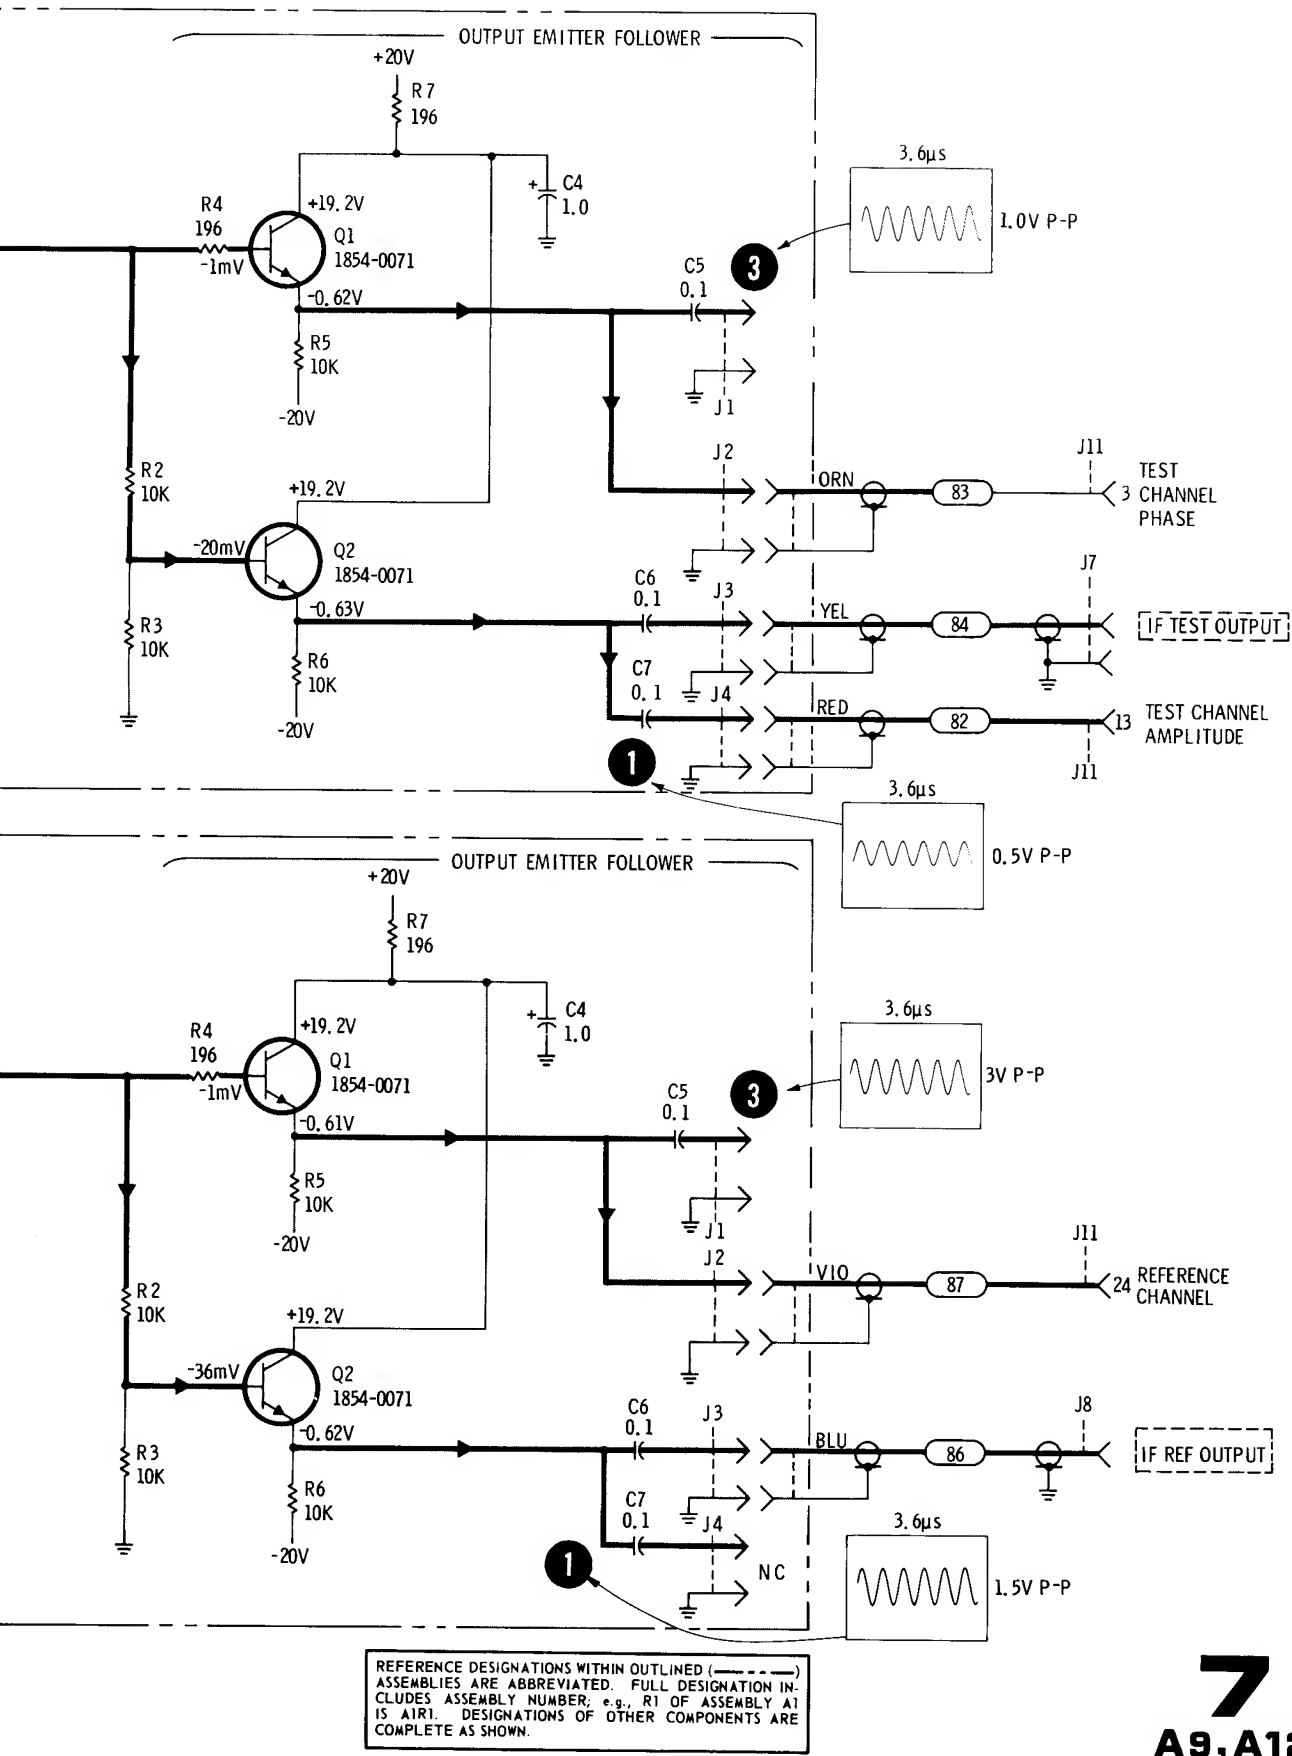 OUTPUT EMITTER FOLLOWER
+20V
R7
196
3.6µs
1.0V P-P
+19.2V
C4
1.0
R4
196
-1mV
Q1
1854-0071
-0.62V
C5
0.1
3
R5
10K
-20V
J1
R2
10K
+19.2V
J2
ORN
83
J11
3
TEST
CHANNEL
PHASE
-20mV
Q2
1854-0071
-0.63V
C6
0.1
J3
YEL
84
J7
IF TEST OUTPUT
R3
10K
R6
10K
-20V
C7
0.1
J4
RED
82
13
TEST CHANNEL
AMPLITUDE
J11
1
3.6µs
0.5V P-P
OUTPUT EMITTER FOLLOWER
+20V
R7
196
3.6µs
3V P-P
+19.2V
C4
1.0
R4
196
-1mV
Q1
1854-0071
-0.61V
C5
0.1
3
R5
10K
-20V
J1
J2
VIO
87
J11
24
REFERENCE
CHANNEL
R2
10K
+19.2V
-36mV
Q2
1854-0071
-0.62V
C6
0.1
J3
BLU
86
J8
IF REF OUTPUT
R3
10K
R6
10K
-20V
C7
0.1
J4
NC
1
3.6µs
1.5V P-P
REFERENCE DESIGNATIONS WITHIN OUTLINED (—————)
ASSEMBLIES ARE ABBREVIATED. FULL DESIGNATION IN-
CLUDES ASSEMBLY NUMBER; e.g., R1 OF ASSEMBLY A1
IS A1R1. DESIGNATIONS OF OTHER COMPONENTS ARE
COMPLETE AS SHOWN.
7
A9,A12